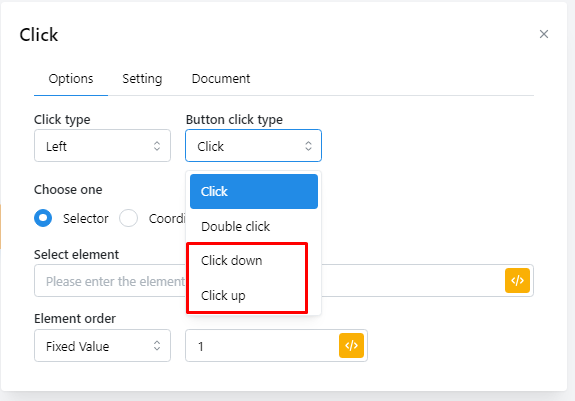 Click
Options Setting Document
Click type Button click type
Left Click
Click
Double click
Click down
Click up
Choose one
Selector Coordi
Select element
Please enter the element
</>
Element order
Fixed Value 1 </>